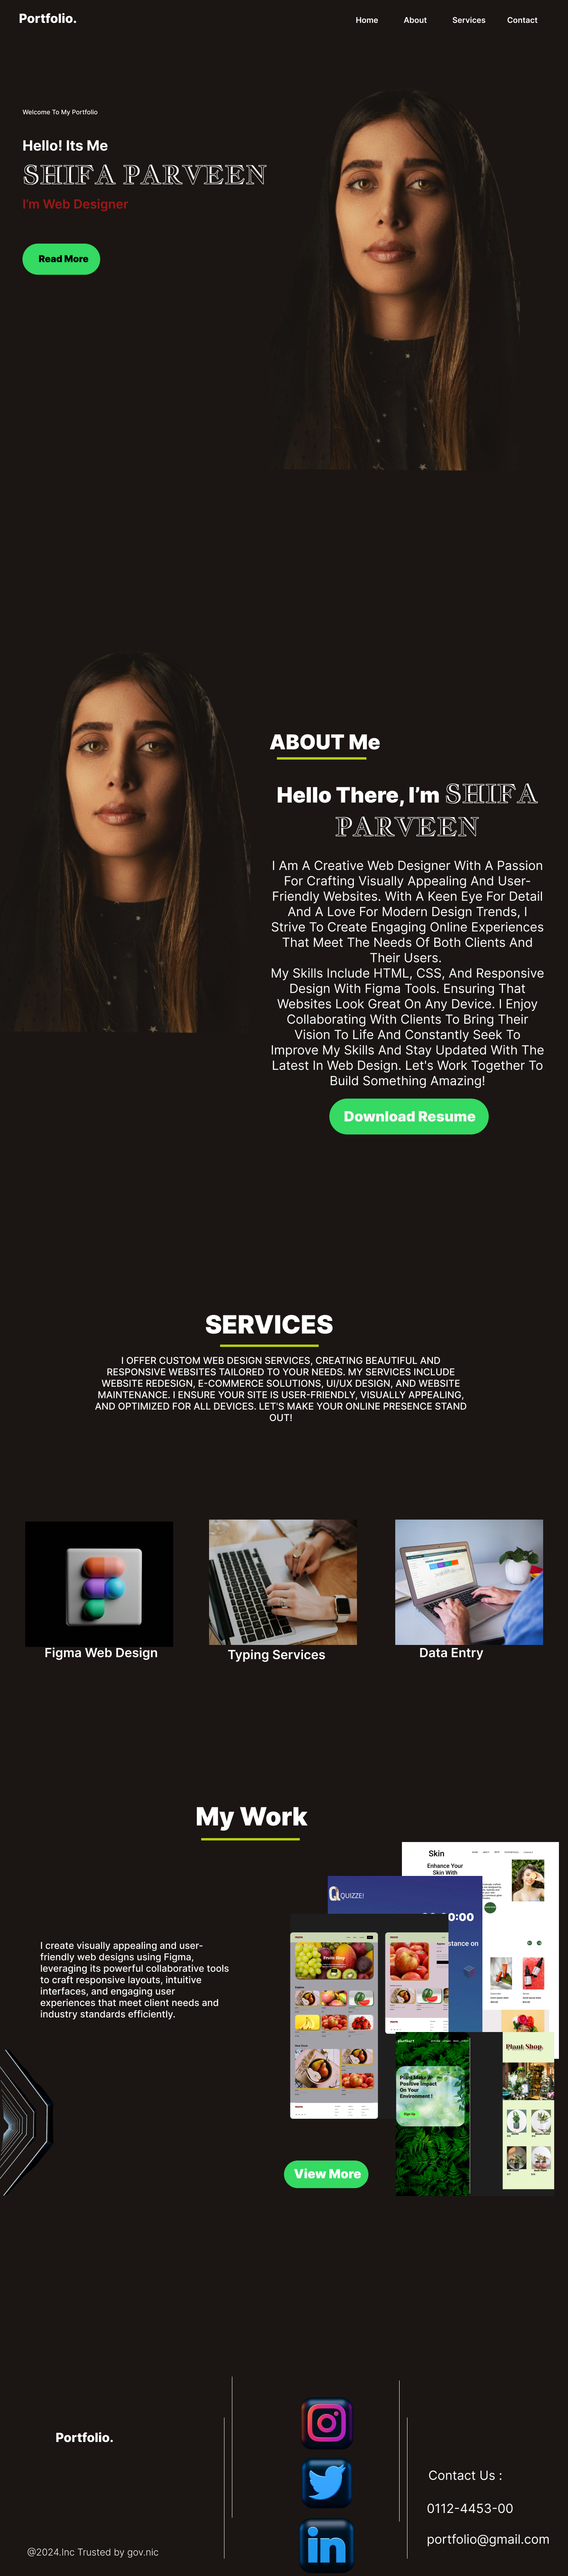 Portfolio.
Home About Services Contact
Welcome To My Portfolio
Hello! Its Me
SHIFA PARVEEN
I'm Web Designer
Read More
ABOUT Me
Hello There, I'm SHIFA
PARVEEN
I Am A Creative Web Designer With A Passion
For Crafting Visually Appealing And User-
Friendly Websites. With A Keen Eye For Detail
And A Love For Modern Design Trends, I
Strive To Create Engaging Online Experiences
That Meet The Needs Of Both Clients And
Their Users.
My Skills Include HTML, CSS, And Responsive
Design With Figma Tools. Ensuring That
Websites Look Great On Any Device. I Enjoy
Collaborating With Clients To Bring Their
Vision To Life And Constantly Seek To
Improve My Skills And Stay Updated With The
Latest In Web Design. Let's Work Together To
Build Something Amazing!
Download Resume
SERVICES
I OFFER CUSTOM WEB DESIGN SERVICES, CREATING BEAUTIFUL AND
RESPONSIVE WEBSITES TAILORED TO YOUR NEEDS. MY SERVICES INCLUDE
WEBSITE REDESIGN, E-COMMERCE SOLUTIONS, UI/UX DESIGN, AND WEBSITE
MAINTENANCE. I ENSURE YOUR SITE IS USER-FRIENDLY, VISUALLY APPEALING,
AND OPTIMIZED FOR ALL DEVICES. LET'S MAKE YOUR ONLINE PRESENCE STAND
OUT!
Figma Web Design
Typing Services
Data Entry
My Work
Skin
Enhance Your
Skin With
QUIZZE!
0:00
stance on
I create visually appealing and user-
friendly web designs using Figma,
leveraging its powerful collaborative tools
to craft responsive layouts, intuitive
interfaces, and engaging user
experiences that meet client needs and
industry standards efficiently.
Fruits Shop
Plant Shop.
Plant Make a
Positive impact
On Your
Environment !
Sign Up
View More
Portfolio.
Contact Us :
0112-4453-00
portfolio@gmail.com
@2024.Inc Trusted by gov.nic